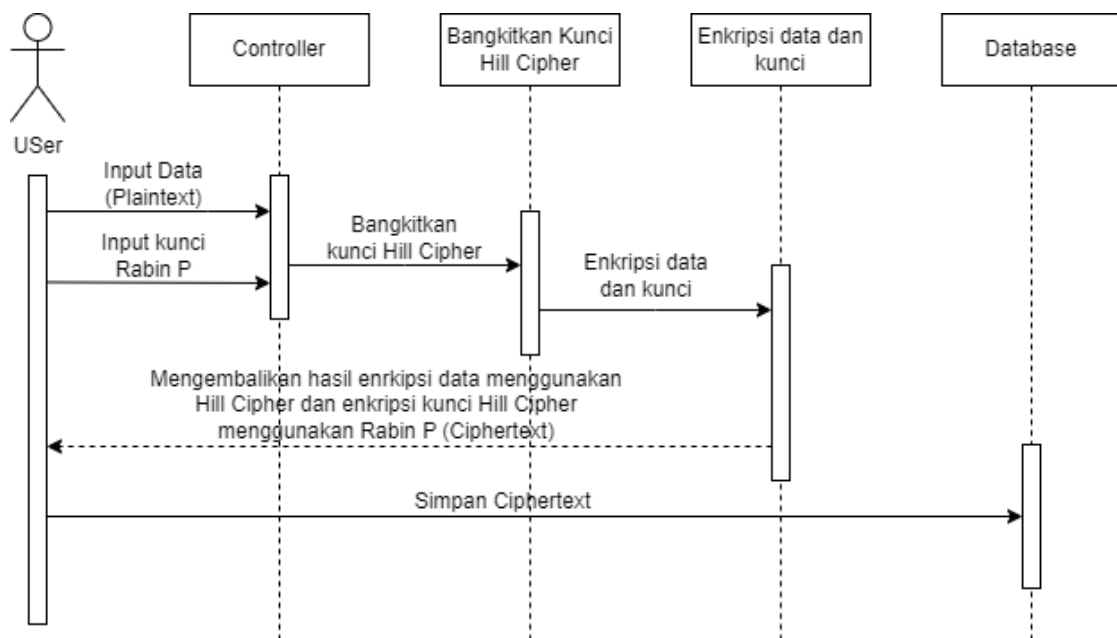 Controller
Bangkitkan Kunci
Hill Cipher
Enkripsi data dan
kunci
Database
USer
Input Data
(Plaintext)
Input kunci
Rabin P
Bangkitkan
kunci Hill Cipher
Enkripsi data
dan kunci
Mengembalikan hasil enrkipsi data menggunakan
Hill Cipher dan enkripsi kunci Hill Cipher
menggunakan Rabin P (Ciphertext)
Simpan Ciphertext